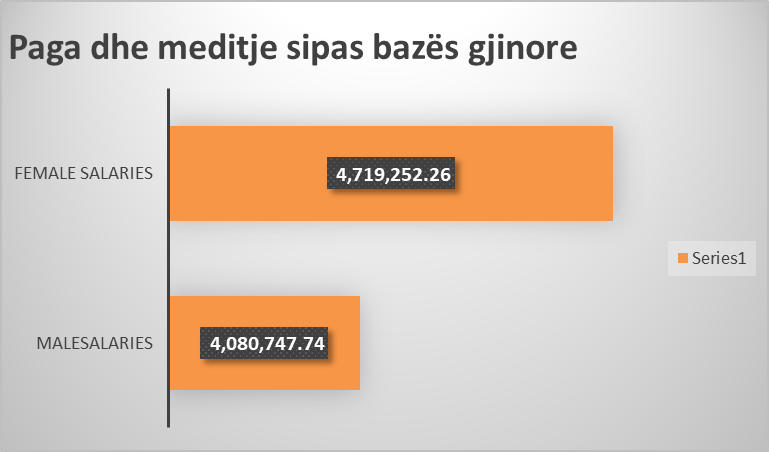 Paga dhe meditje sipas bazës gjinore
FEMALE SALARIES
4,719,252.26
Series1
MALESALARIES
4,080,747.74